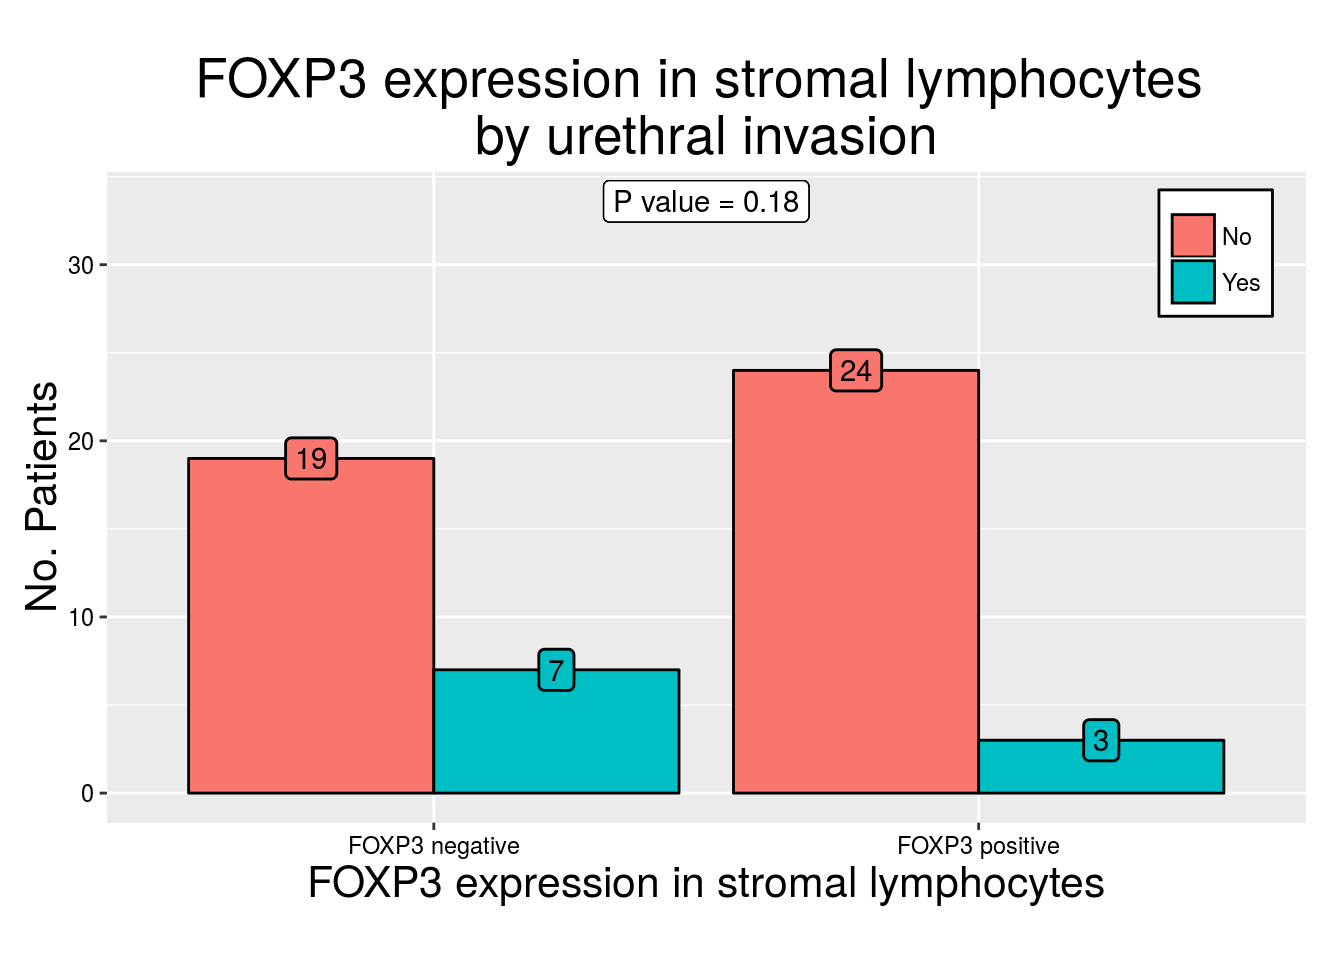 FOXP3 expression in stromal lymphocytes
by urethral invasion
P value = 0.18
No
Yes
No. Patients
30
20
10
0
19
7
24
3
FOXP3 negative
FOXP3 positive
FOXP3 expression in stromal lymphocytes